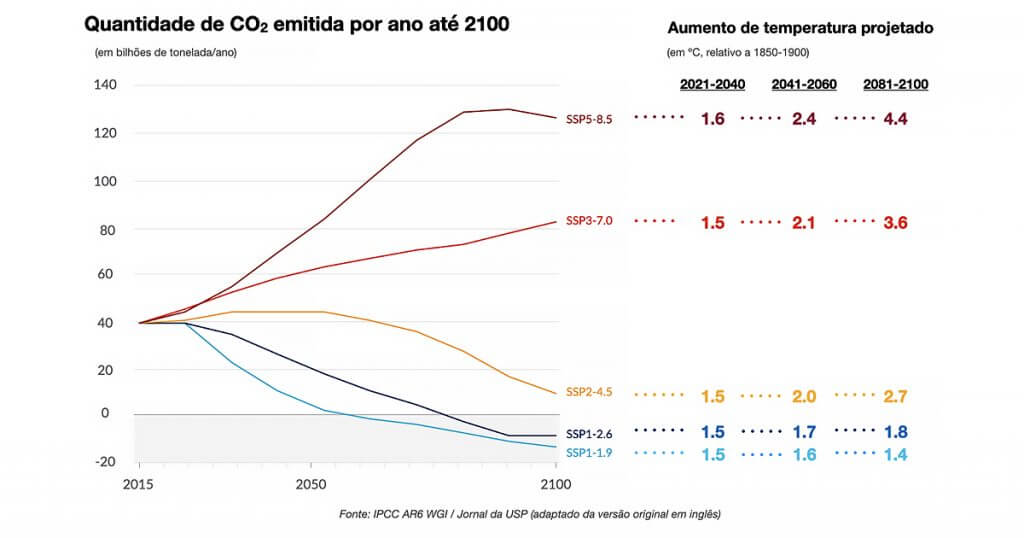 Quantidade de CO₂ emitida por ano até 2100
(em bilhões de tonelada/ano)
Aumento de temperatura projetado
(em °C, relativo a 1850-1900)
2021-2040 2041-2060 2081-2100
140
120
100
80
60
40
20
0
-20
2015 2050 2100
SSP5-8.5 1.6 2.4 4.4
SSP3-7.0 1.5 2.1 3.6
SSP2-4.5 1.5 2.0 2.7
SSP1-2.6 1.5 1.7 1.8
SSP1-1.9 1.5 1.6 1.4
Fonte: IPCC AR6 WGI / Jornal da USP (adaptado da versão original em inglês)